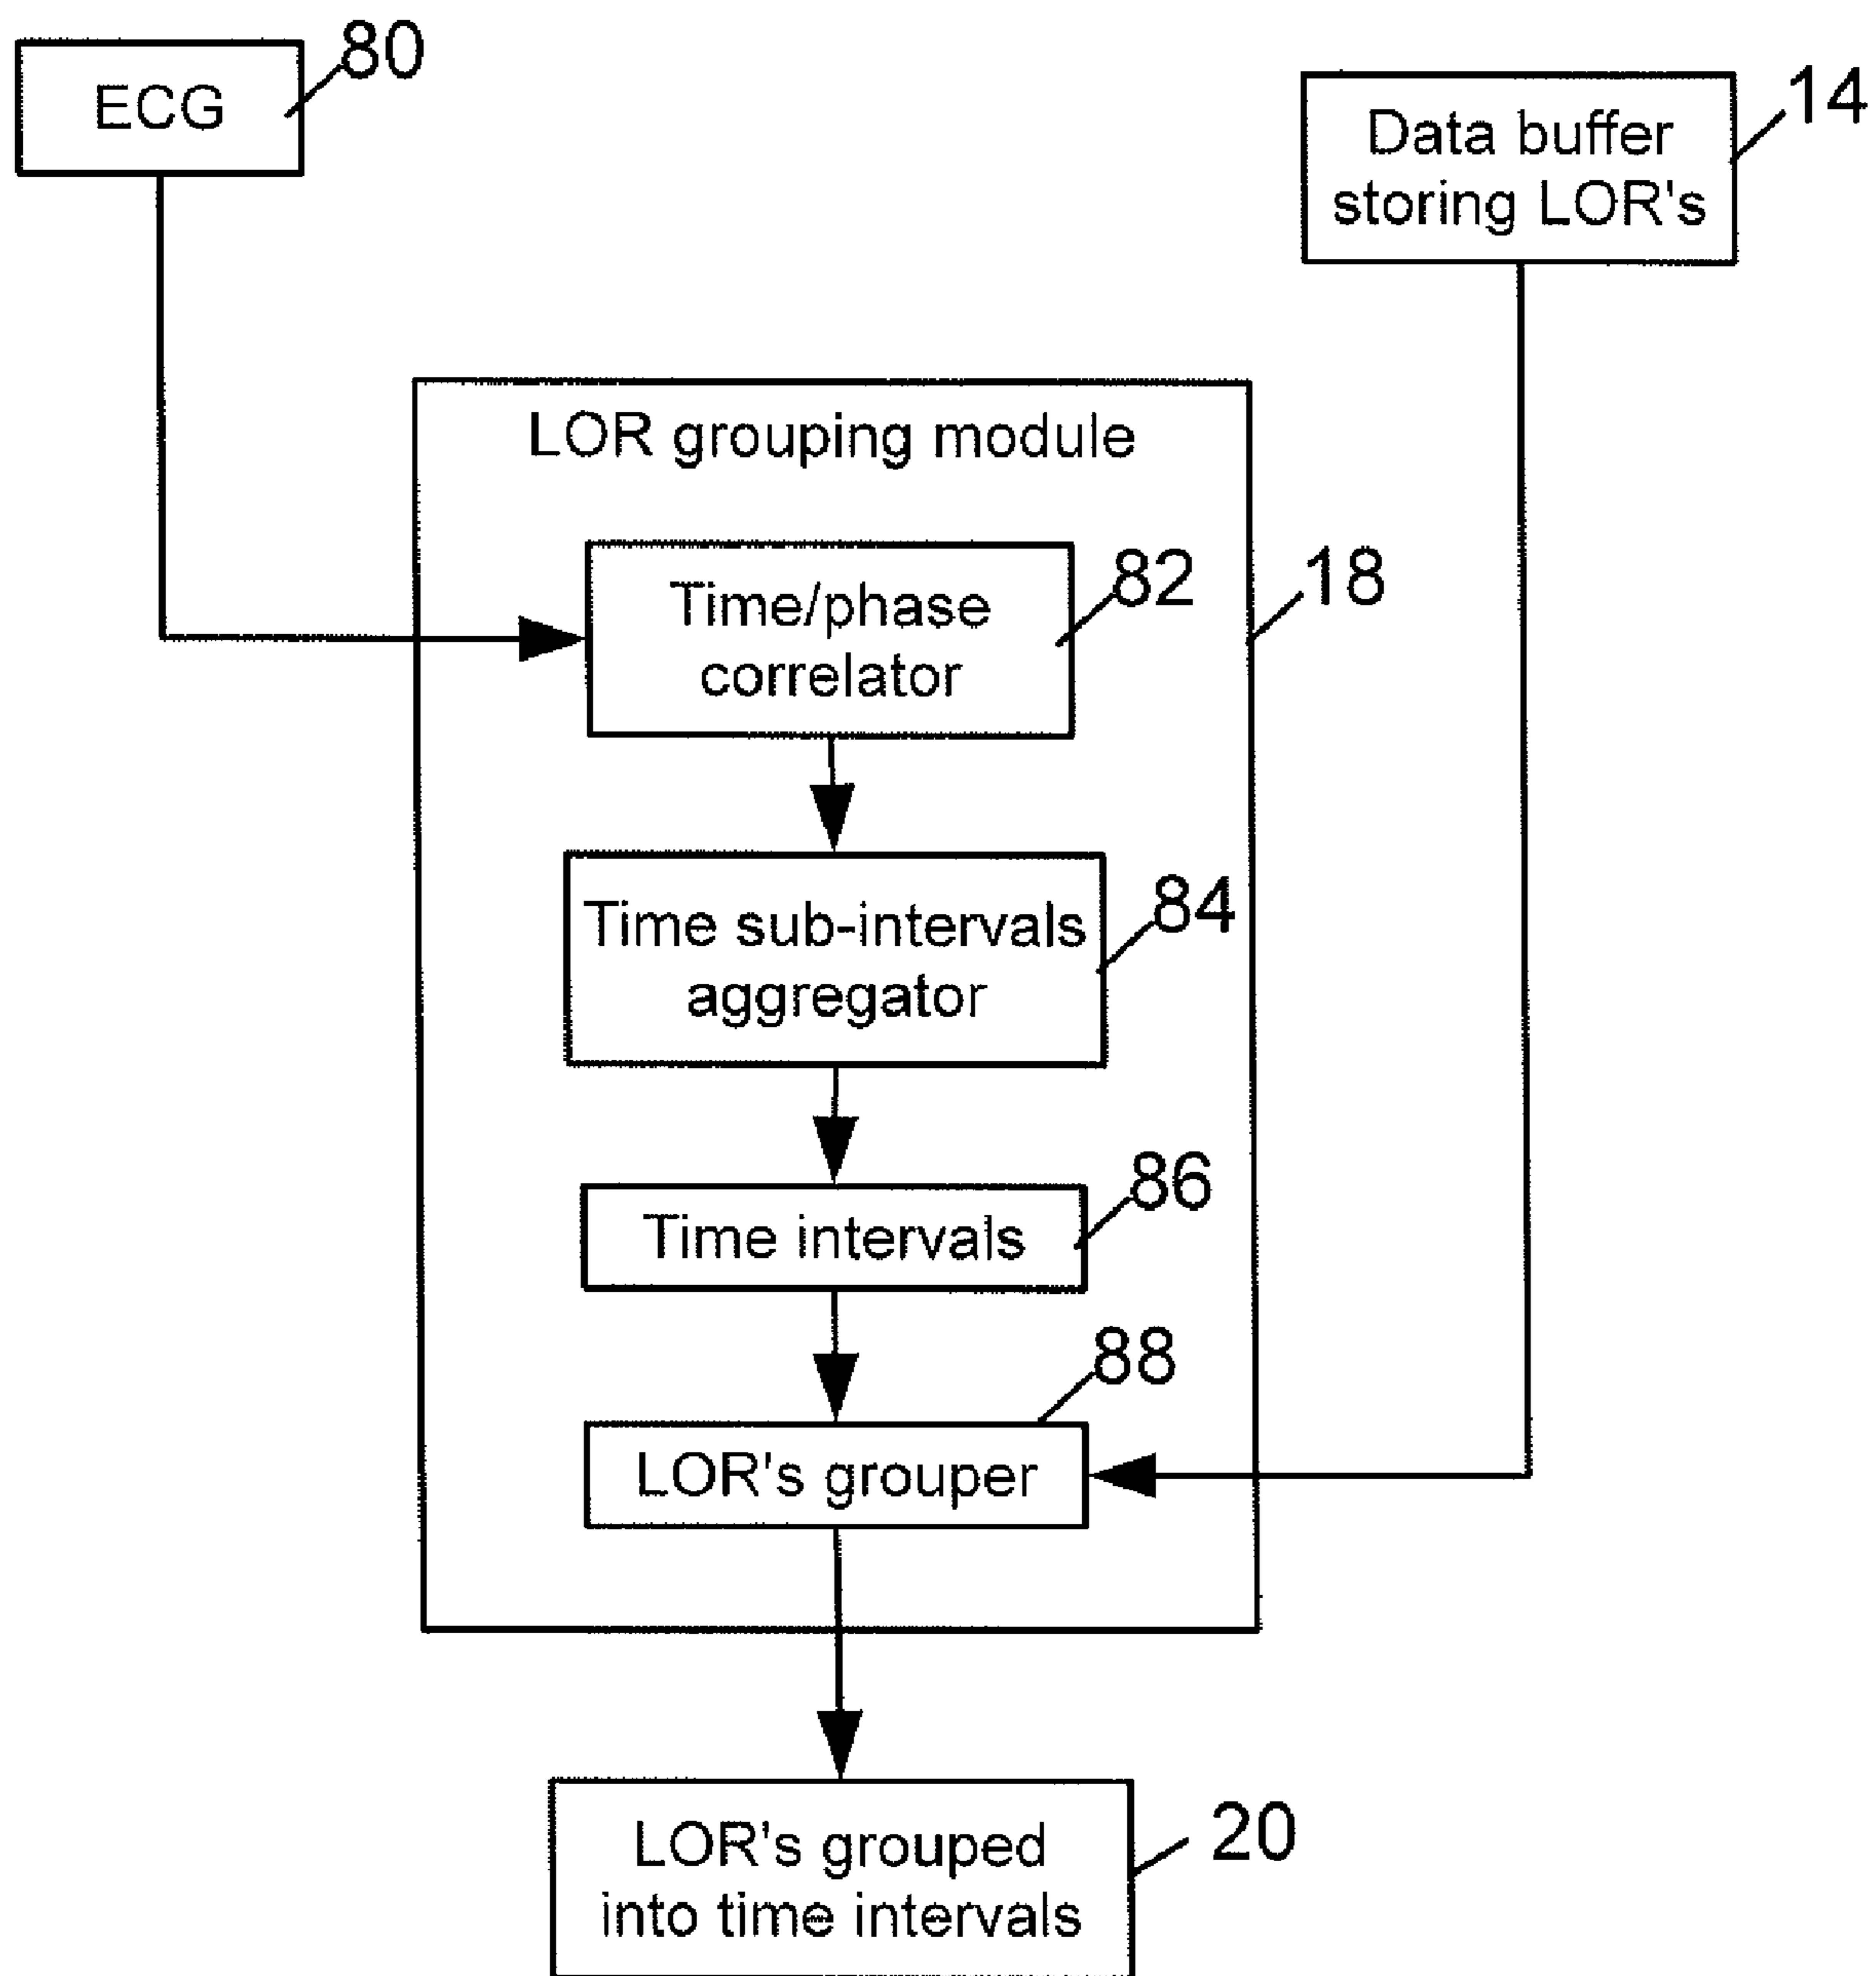 ECG
80
Data buffer
storing LOR's
14
LOR grouping module
18
Time/phase
correlator
82
Time sub-intervals
aggregator
84
Time intervals
86
LOR's grouper
88
LOR's grouped
into time intervals
20